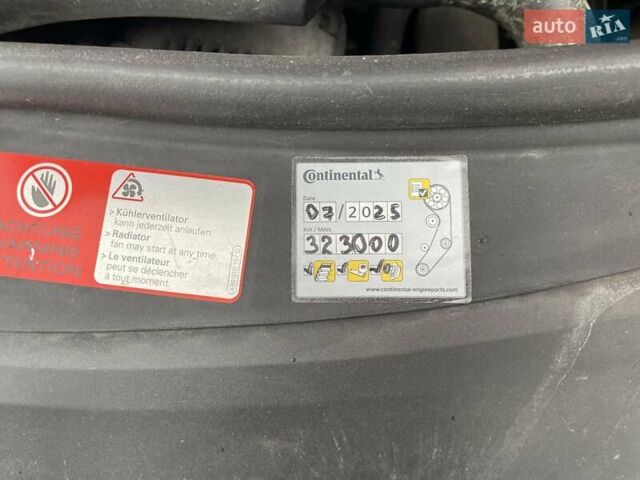 auto RIA
.com
ACHTUNG
WARNING
ATTENTION
> Kühlerventilator
kann jederzeit anlaufen.
> Radiator
fan may start at any time
> Le ventilateur
peut se déclencher
à tout moment.
Continental
Date
07/2025
Km / Miles
323000
www.continental-engineparts.com